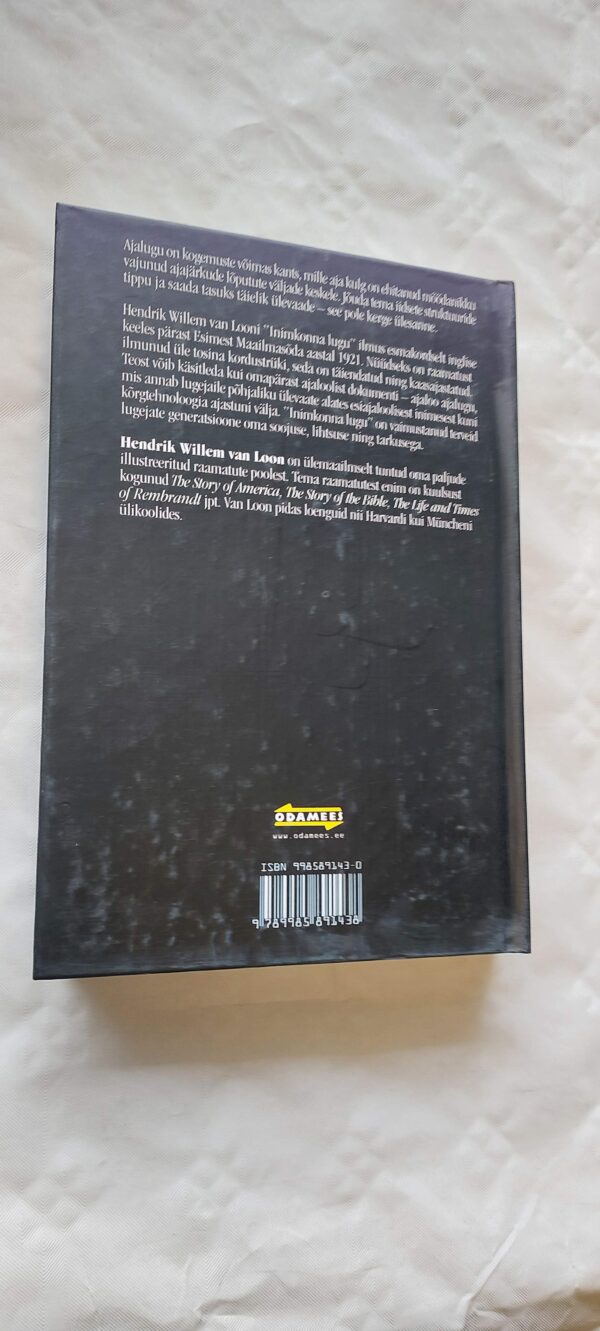 Ajalugu on kogemuste võimas kants, mille aja kulg on ehitanud möödanikku
vajunud ajajärkude lõputute väljade keskele. Jõuda tema iidsete struktuuride
tippu ja saada tasuks täielik ülevaade – see pole kerge ülesanne.
Hendrik Willem van Looni "Inimkonna lugu" ilmus esmakordselt inglise
keeles pärast Esimest Maailmasõda aastal 1921. Nüüdseks on raamatust
ilmunud üle tosina kordustrüki, seda on täiendatud ning kaasajastatud.
Teost võib käsitleda kui omapärast ajaloolist dokumenti – ajaloo ajalugu,
mis annab lugejaile põhjaliku ülevaate alates esiajaloolisest inimesest kuni
kõrgtehnoloogia ajastuni välja. "Inimkonna lugu" on vaimustanud terveid
lugejate generatsioone oma soojuse, lihtsuse ning tarkusega.
Hendrik Willem van Loon on ülemaailmselt tuntud oma paljude
illustreeritud raamatute poolest. Tema raamatutest enim on kuulsust
kogunud The Story of America, The Story of the Bible, The Life and Times
of Rembrandt jpt. Van Loon pidas loenguid nii Harvardi kui Müncheni
ülikoolides.
ODAMEES
www.odamees.ee
ISBN 998589143-0
9 789985 891438